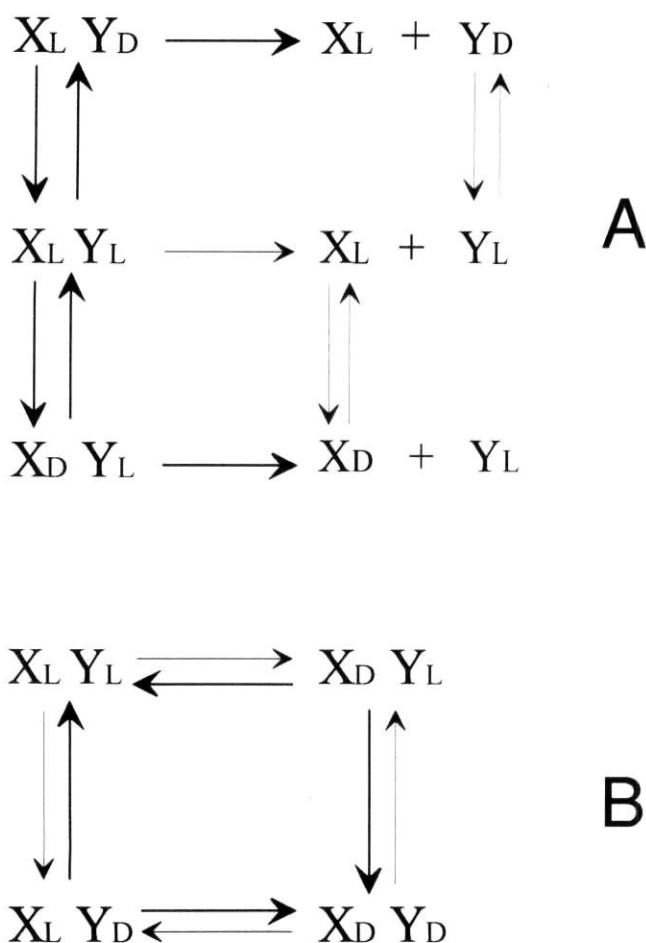 XL YD → XL + YD
A
XL YL → XL + YL
XD YL → XD + YL
XL YL XD YL
B
XL YD XD YD